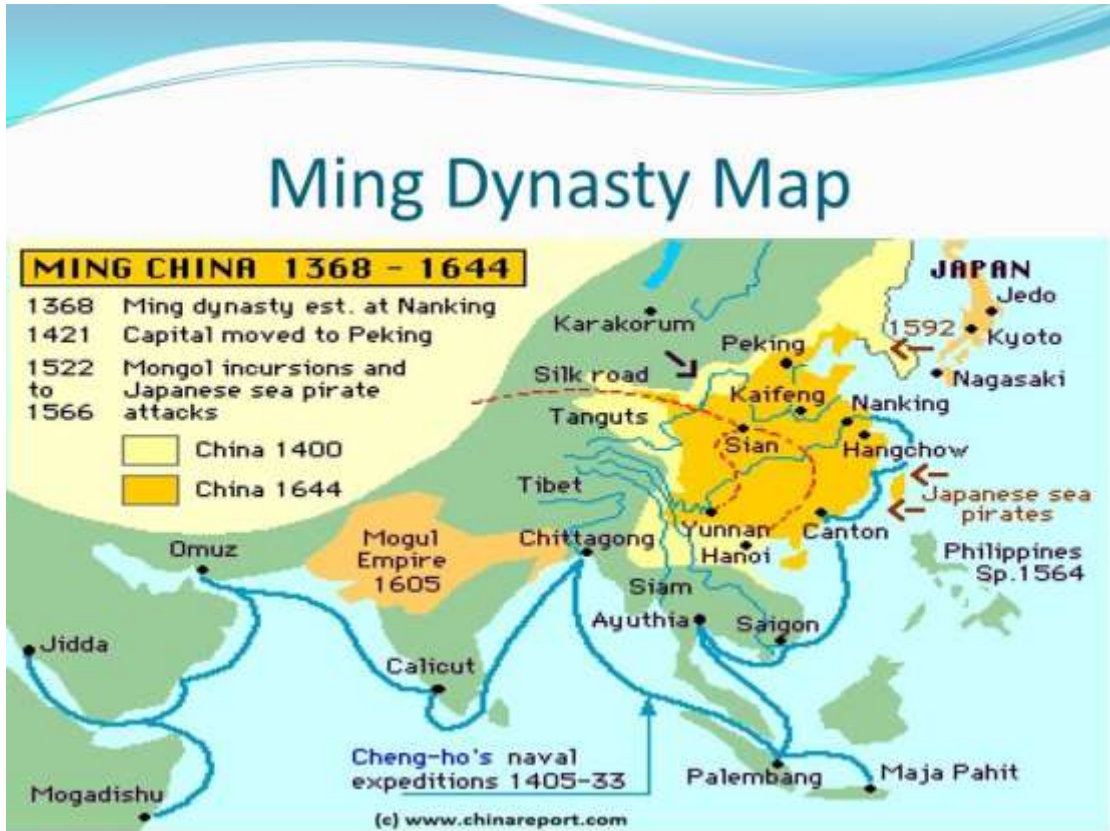 Ming Dynasty Map
MING CHINA 1368 - 1644
1368 Ming dynasty est. at Nanking
1421 Capital moved to Peking
1522 Mongol incursions and
to Japanese sea pirate
1566 attacks
China 1400
China 1644
JAPAN
Jedo
Karakorum
1592
Kyoto
Peking
Silk road
Nagasaki
Kaifeng
Nanking
Tanguts
Sian
Hangchow
Tibet
Japanese sea
pirates
Mogul
Empire
1605
Chittagong
Yunnan
Canton
Omuz
Hanoi
Philippines
Sp.1564
Siam
Ayuthia
Saigon
Jidda
Calicut
Cheng-ho's naval
expeditions 1405-33
Palembang
Maja Pahit
Mogadishu
(c) www.chinareport.com